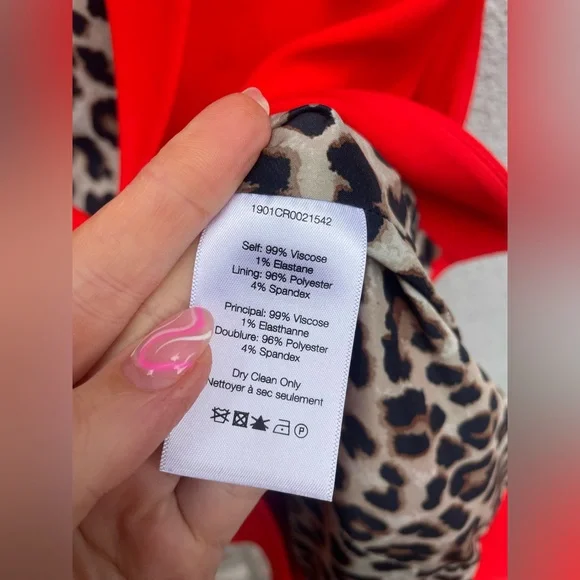 1901CR0021542
Self: 99% Viscose
1% Elastane
Lining: 96% Polyester
4% Spandex
Principal: 99% Viscose
1% Elasthanne
Doublure: 96% Polyester
4% Spandex
Dry Clean Only
Nettoyer à sec seulement
P